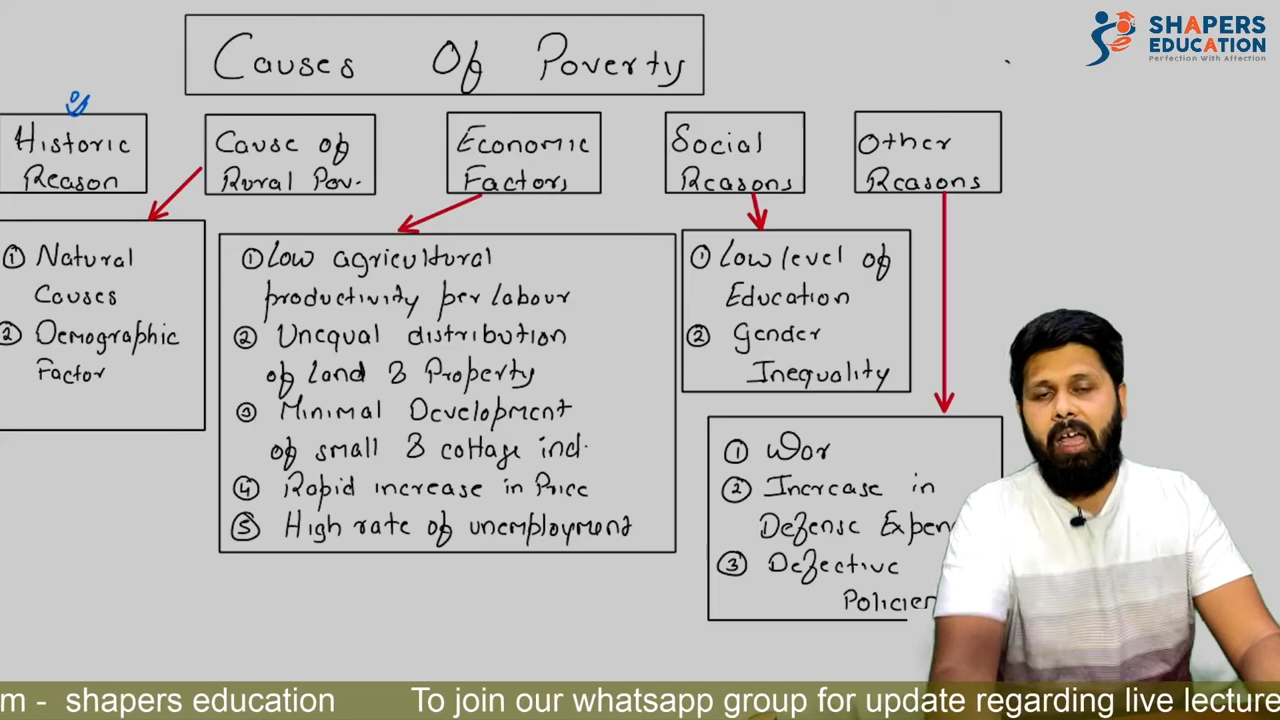 Causes Of Poverty
SHAPERS
EDUCATION
Perfection With Affection
Historic
Reason
Cause of
Rural Pov.
Economic
Factors
Social
Reasons
Other
Reasons
① Natural
Causes
② Demographic
Factor
① Low agricultural
productivity per labour
② Unequal distribution
of land & Property
③ Minimal Development
of small & cottage ind.
④ Rapid increase in Price
⑤ High rate of unemployment
① Low level of
Education
② Gender
Inequality
① War
② Increase in
Defense Expen
③ Defective
Policies
m - shapers education To join our whatsapp group for update regarding live lecture